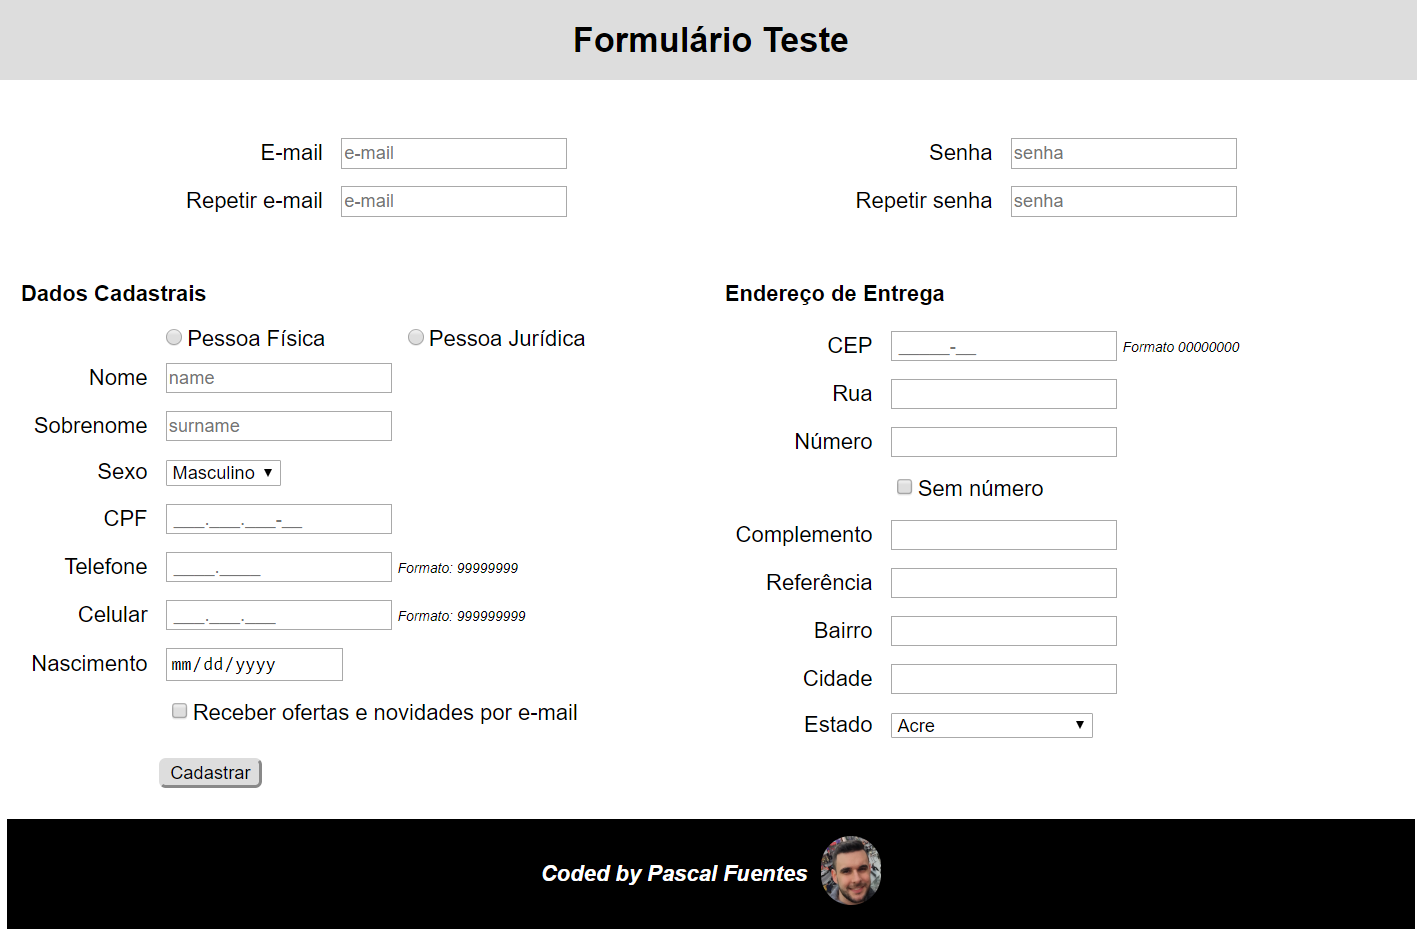 Formulário Teste
E-mail e-mail
Repetir e-mail e-mail
Senha senha
Repetir senha senha
Dados Cadastrais
Pessoa Física Pessoa Jurídica
Nome name
Sobrenome surname
Sexo Masculino
CPF ___.___.___-__
Telefone ____.____ Formato: 99999999
Celular ___.___.___ Formato: 999999999
Nascimento mm/dd/yyyy
Receber ofertas e novidades por e-mail
Cadastrar
Endereço de Entrega
CEP _____-__ Formato 00000000
Rua
Número
Sem número
Complemento
Referência
Bairro
Cidade
Estado Acre
Coded by Pascal Fuentes